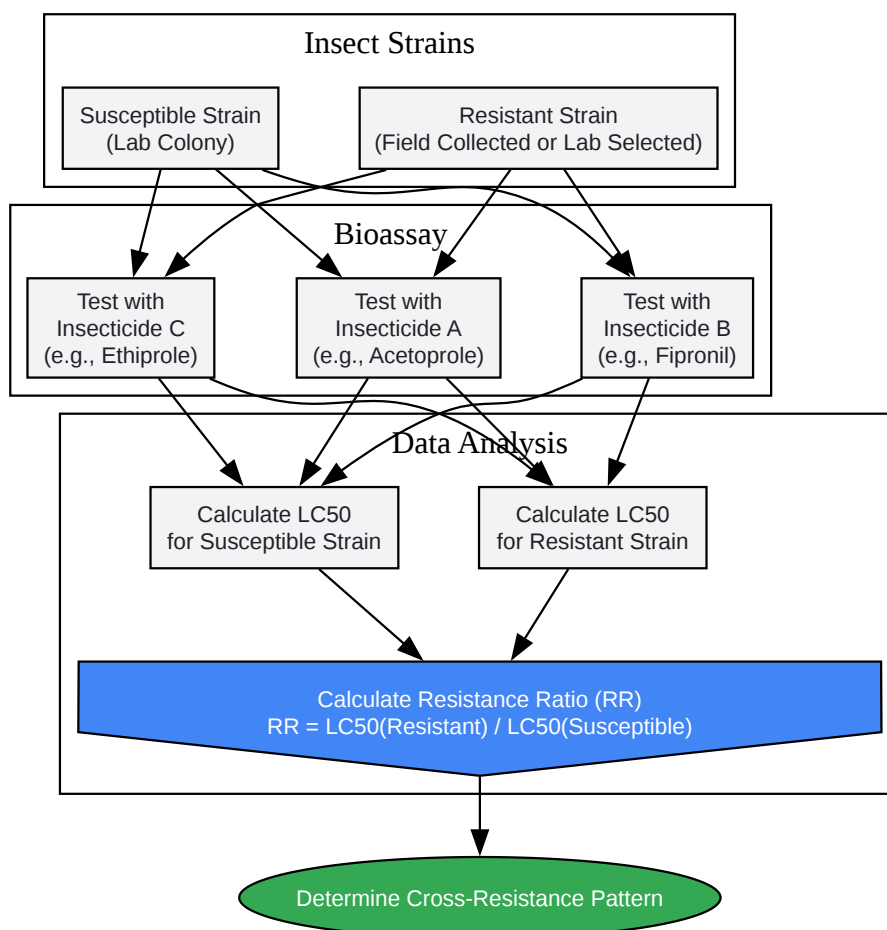 Insect Strains
Susceptible Strain
(Lab Colony)
Resistant Strain
(Field Collected or Lab Selected)
Bioassay
Test with
Insecticide C
(e.g., Ethiprole)
Test with
Insecticide A
(e.g., Acetoprole)
Test with
Insecticide B
(e.g., Fipronil)
Data Analysis
Calculate LC50
for Susceptible Strain
Calculate LC50
for Resistant Strain
Calculate Resistance Ratio (RR)
RR = LC50(Resistant) / LC50(Susceptible)
Determine Cross-Resistance Pattern